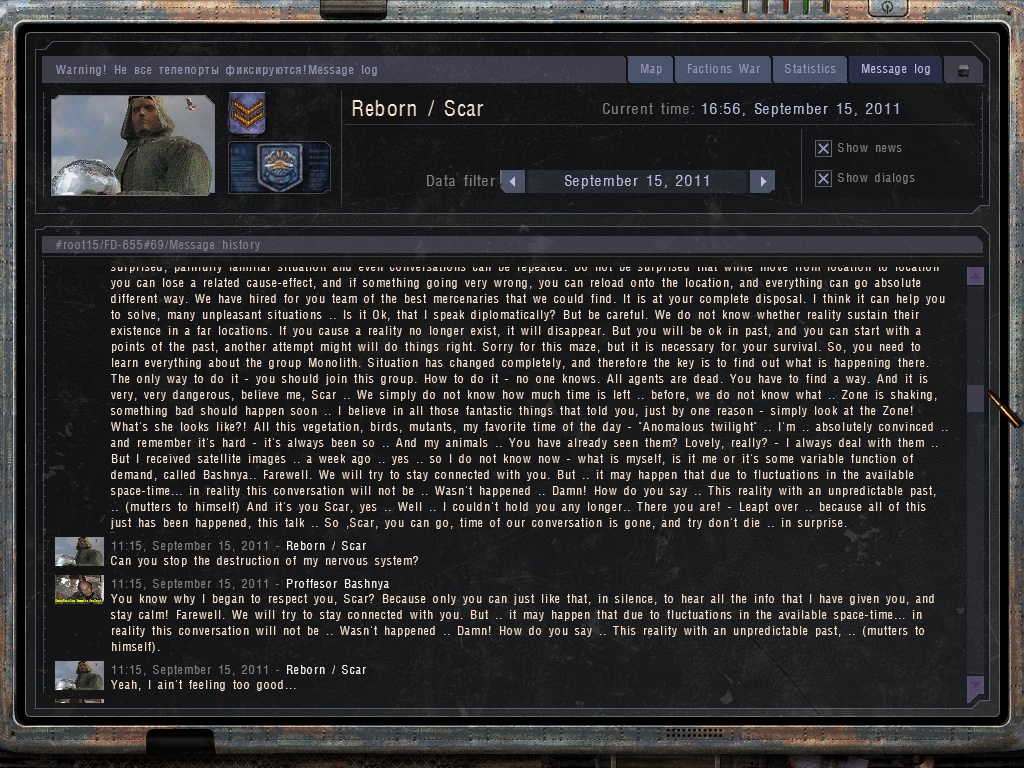 Warning! Не все телепорты фиксируются!Message log
Map
Factions War
Statistics
Message log
Reborn / Scar
Current time: 16:56, September 15, 2011
Show news
Data filter
September 15, 2011
Show dialogs
#root15/FD-655#69/Message history
surprised, painfully familiar situation and even conversations can be repeated. Do not be surprised that while move from location to location
you can lose a related cause-effect, and if something going very wrong, you can reload onto the location, and everything can go absolute
different way. We have hired for you team of the best mercenaries that we could find. It is at your complete disposal. I think it can help you
to solve, many unpleasant situations .. Is it Ok, that I speak diplomatically? But be careful. We do not know whether reality sustain their
existence in a far locations. If you cause a reality no longer exist, it will disappear. But you will be ok in past, and you can start with a
points of the past, another attempt might will do things right. Sorry for this maze, but it is necessary for your survival. So, you need to
learn everything about the group Monolith. Situation has changed completely, and therefore the key is to find out what is happening there.
The only way to do it - you should join this group. How to do it - no one knows. All agents are dead. You have to find a way. And it is
very, very dangerous, believe me, Scar .. We simply do not know how much time is left .. before, we do not know what .. Zone is shaking,
something bad should happen soon .. I believe in all those fantastic things that told you, just by one reason - simply look at the Zone!
What's she looks like?! All this vegetation, birds, mutants, my favorite time of the day - "Anomalous twilight" .. I'm .. absolutely convinced ..
and remember it's hard - it's always been so .. And my animals .. You have already seen them? Lovely, really? - I always deal with them ..
But I received satellite images .. a week ago .. yes .. so I do not know now - what is myself, is it me or it's some variable function of
demand, called Bashnya.. Farewell. We will try to stay connected with you. But .. it may happen that due to fluctuations in the available
space-time... in reality this conversation will not be .. Wasn't happened .. Damn! How do you say .. This reality with an unpredictable past,
.. (mutters to himself) And it's you Scar, yes .. Well .. I couldn't hold you any longer.. There you are! - Leapt over .. because all of this
just has been happened, this talk .. So ,Scar, you can go, time of our conversation is gone, and try don't die .. in surprise.
11:15, September 15, 2011 - Reborn / Scar
Can you stop the destruction of my nervous system?
11:15, September 15, 2011 - Proffesor Bashnya
You know why I began to respect you, Scar? Because only you can just like that, in silence, to hear all the info that I have given you, and
stay calm! Farewell. We will try to stay connected with you. But .. it may happen that due to fluctuations in the available space-time... in
reality this conversation will not be .. Wasn't happened .. Damn! How do you say .. This reality with an unpredictable past, .. (mutters to
himself).
11:15, September 15, 2011 - Reborn / Scar
Yeah, I ain't feeling too good...